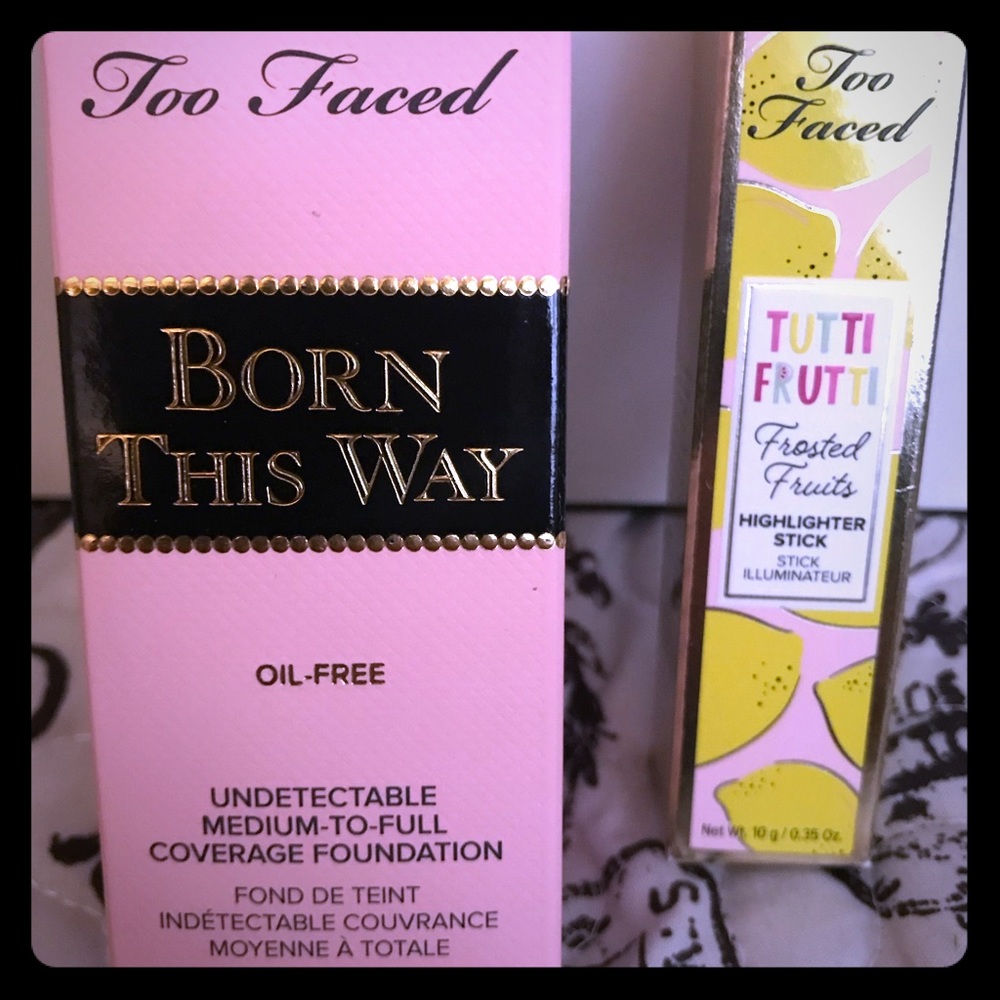 Too Faced
BORN
THIS WAY
OIL-FREE
UNDETECTABLE
MEDIUM-TO-FULL
COVERAGE FOUNDATION
FOND DE TEINT
INDÉTECTABLE COUVRANCE
MOYENNE À TOTALE
Too
Faced
TUTTI
FRUTTI
Frosted
Fruits
HIGHLIGHTER
STICK
STICK
ILLUMINATEUR
Net Wt. 10 g / 0.35 Oz.